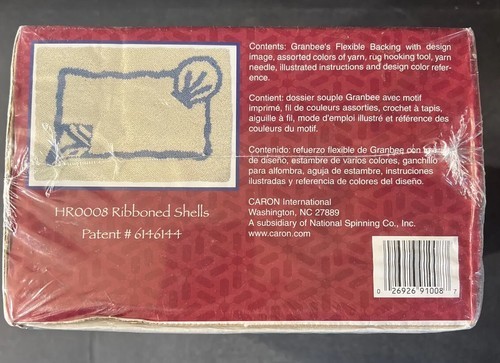 Contents: Granbee's Flexible Backing with design
image, assorted colors of yarn, rug hooking tool, yarn
needle, illustrated instructions and design color refer-
ence.
Contient: dossier souple Granbee avec motif
imprimé, fil de couleurs assorties, crochet à tapis,
aiguille à fil, mode d'emploi illustré et référence des
couleurs du motif.
Contenido: refuerzo flexible de Granbee con
de diseño, estambre de varios colores, ganchillo
para alfombra, aguja de estambre, instrucciones
ilustradas y referencia de colores del diseño.
HR0008 Ribboned Shells
Patent # 6146144
CARON International
Washington, NC 27889
A subsidiary of National Spinning Co., Inc.
www.caron.com
0 26926 91008 7